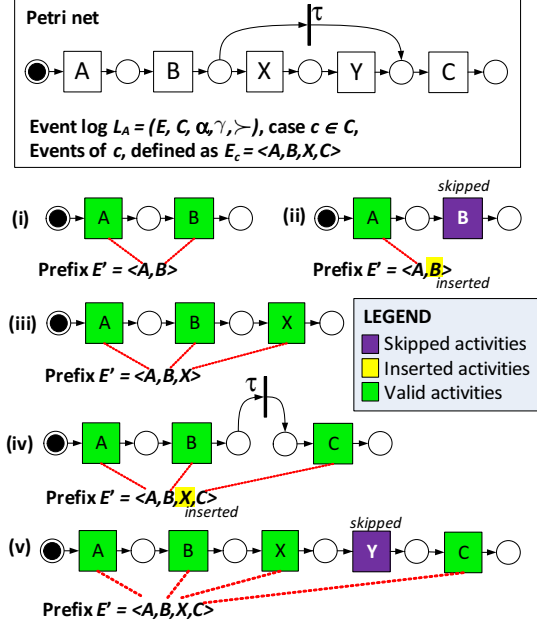 Petri net
τ
A B X Y C
Event log L_A = (E, C, α, γ, ≻), case c ∈ C,
Events of c, defined as E_c = <A,B,X,C>
skipped
(i) A B (ii) A B
Prefix E' = <A,B> Prefix E' = <A,B>
inserted
(iii) A B X
Prefix E' = <A,B,X>
LEGEND
Skipped activities
Inserted activities
Valid activities
τ
(iv) A B C
Prefix E' = <A,B,X,C>
inserted
skipped
(v) A B X Y C
Prefix E' = <A,B,X,C>